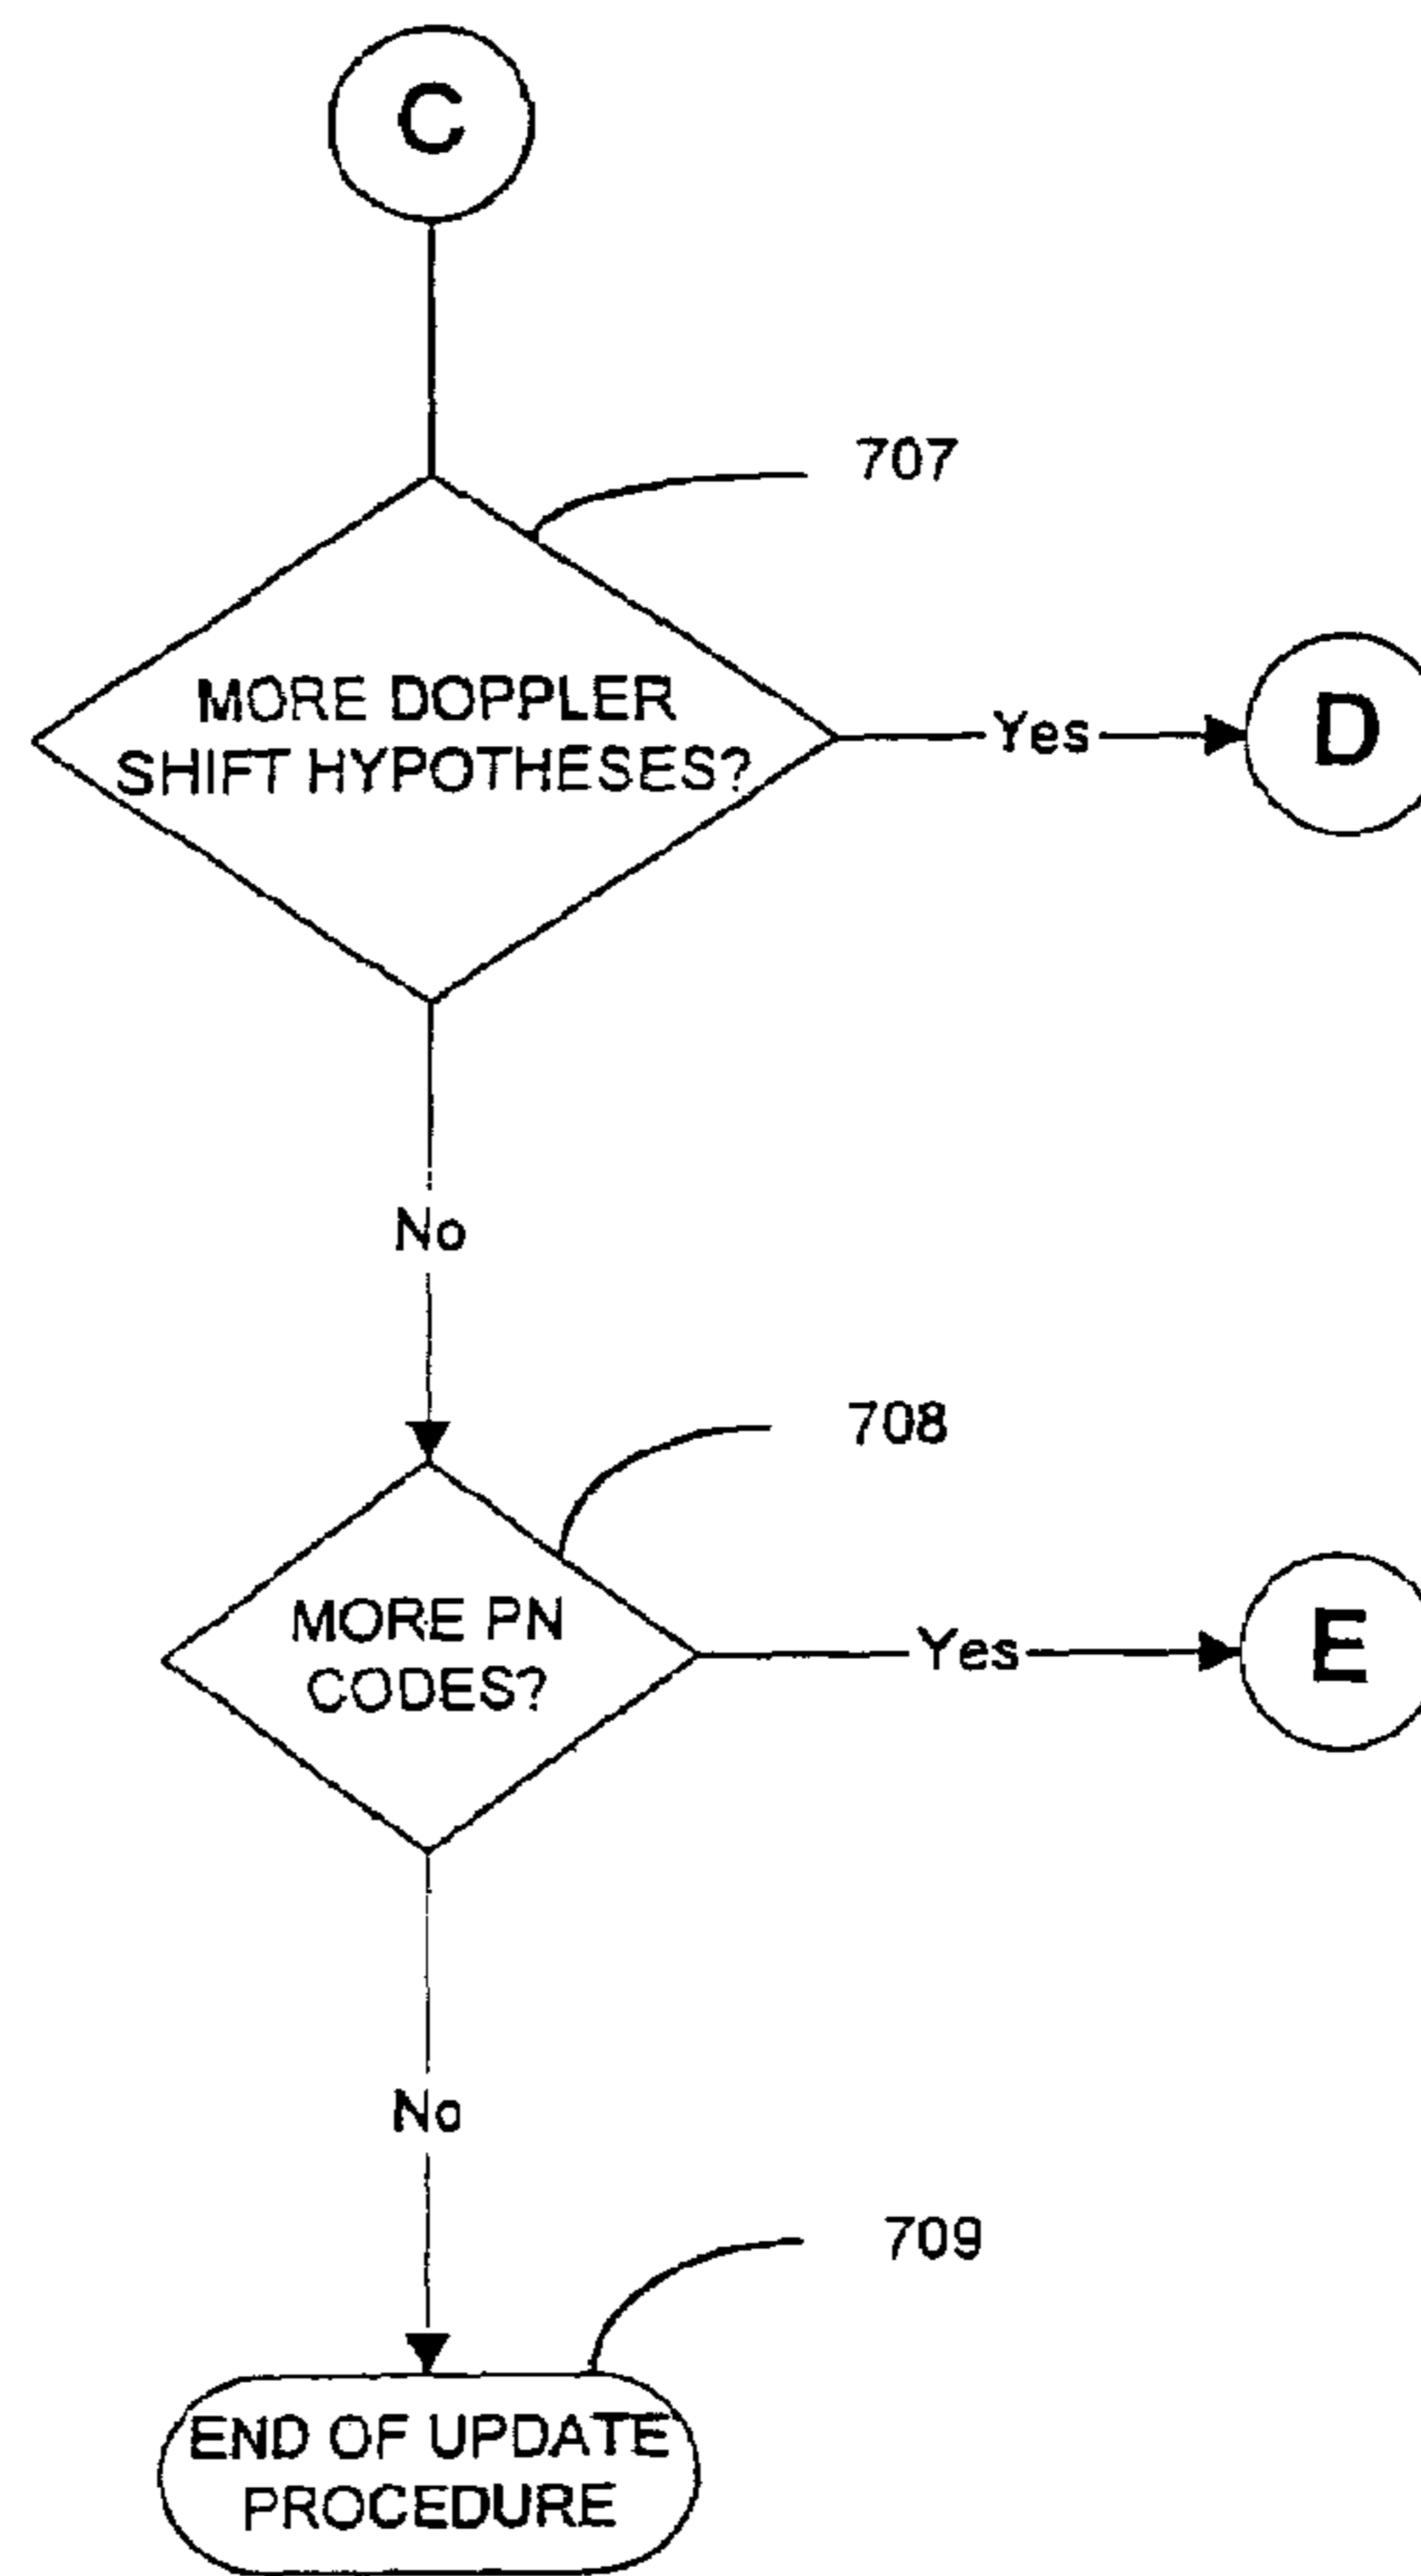 C
707
MORE DOPPLER
SHIFT HYPOTHESES?
Yes
D
No
708
MORE PN
CODES?
Yes
E
No
709
END OF UPDATE
PROCEDURE